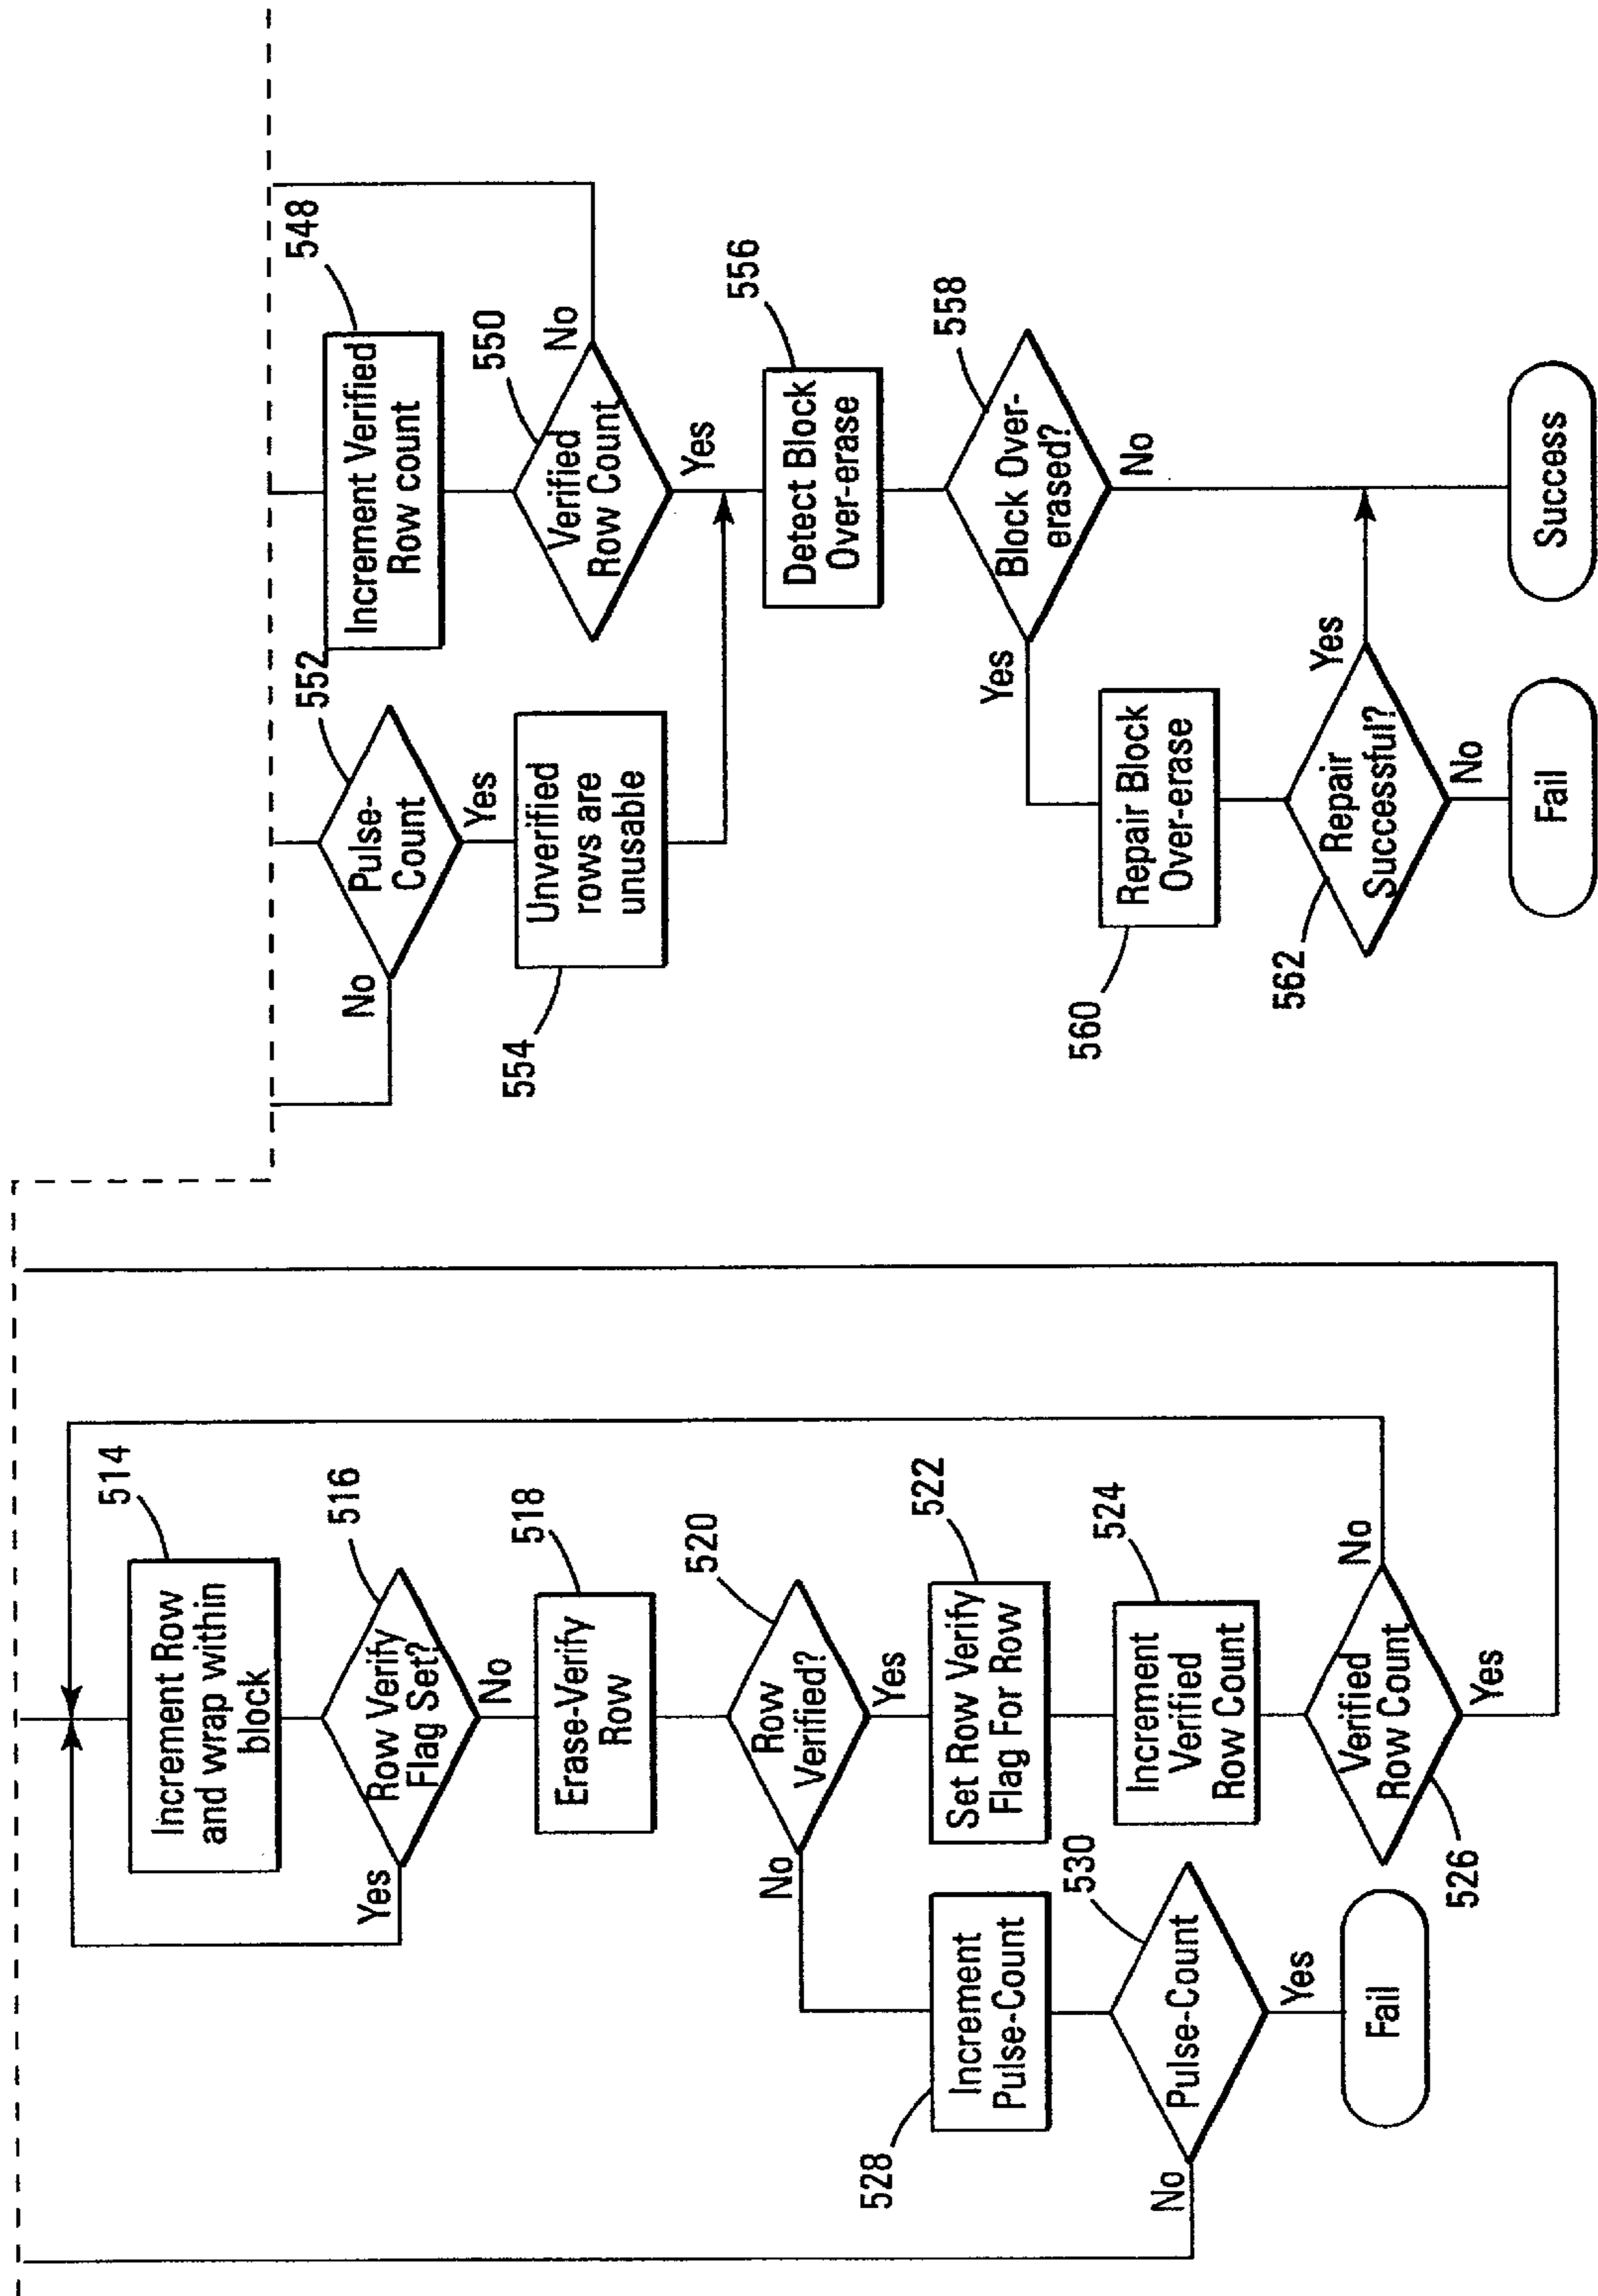 514
Increment Row
and wrap within
block
516
Row Verify
Flag Set?
Yes
No
518
Erase-Verify
Row
520
Row
Verified?
No
Yes
522
Set Row Verify
Flag For Row
524
Increment
Verified
Row Count
526
Verified
Row Count
No
Yes
528
Increment
Pulse-Count
530
Pulse-Count
No
Yes
Fail
552
Pulse-
Count
No
Yes
554
Unverified
rows are
unusable
548
Increment Verified
Row count
550
Verified
Row Count
No
Yes
556
Detect Block
Over-erase
558
Block Over-
erased?
Yes
No
560
Repair Block
Over-erase
562
Repair
Successful?
Yes
No
Fail
Success